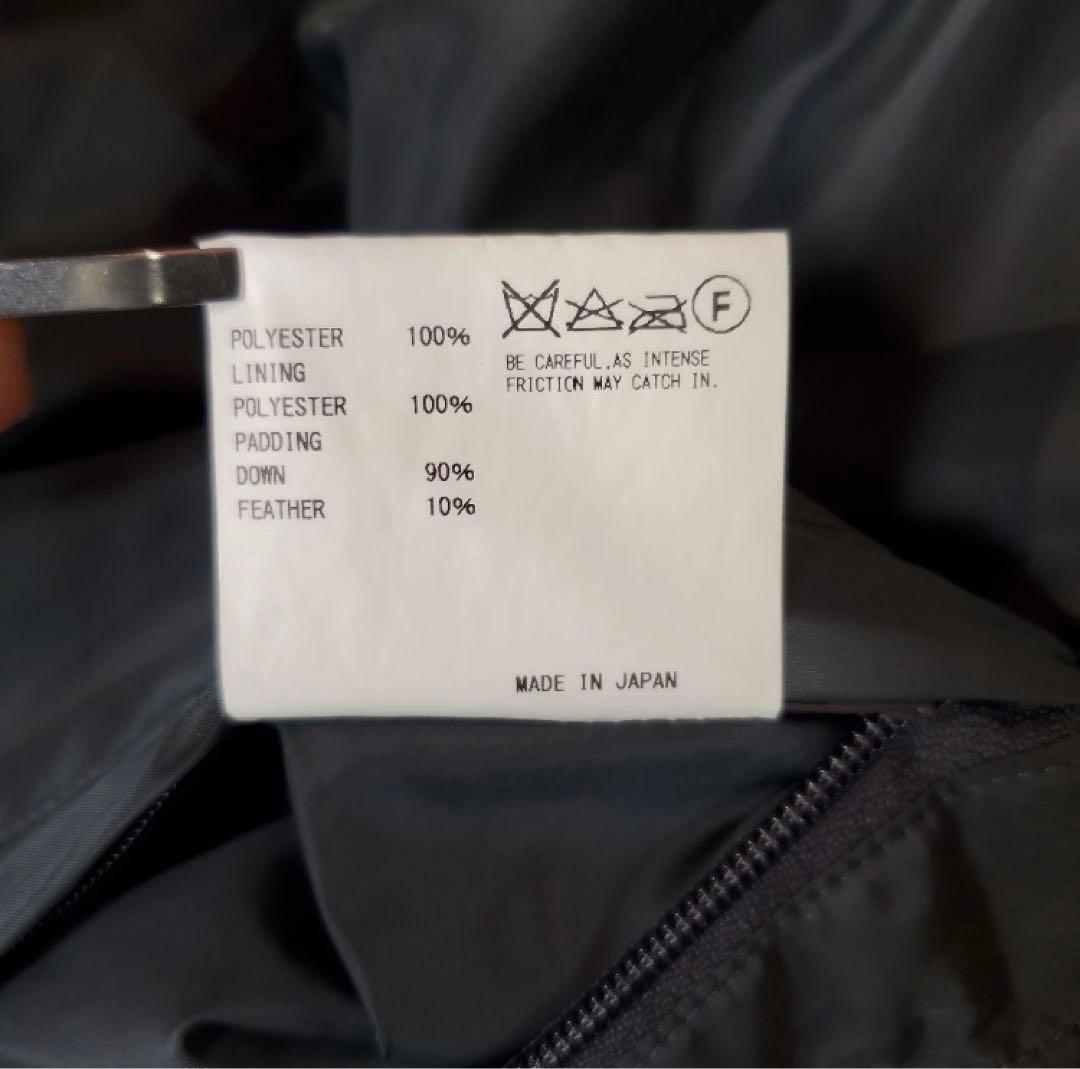 POLYESTER 100%
LINING
POLYESTER 100%
PADDING
DOWN 90%
FEATHER 10%
F
BE CAREFUL,AS INTENSE
FRICTION MAY CATCH IN.
MADE IN JAPAN